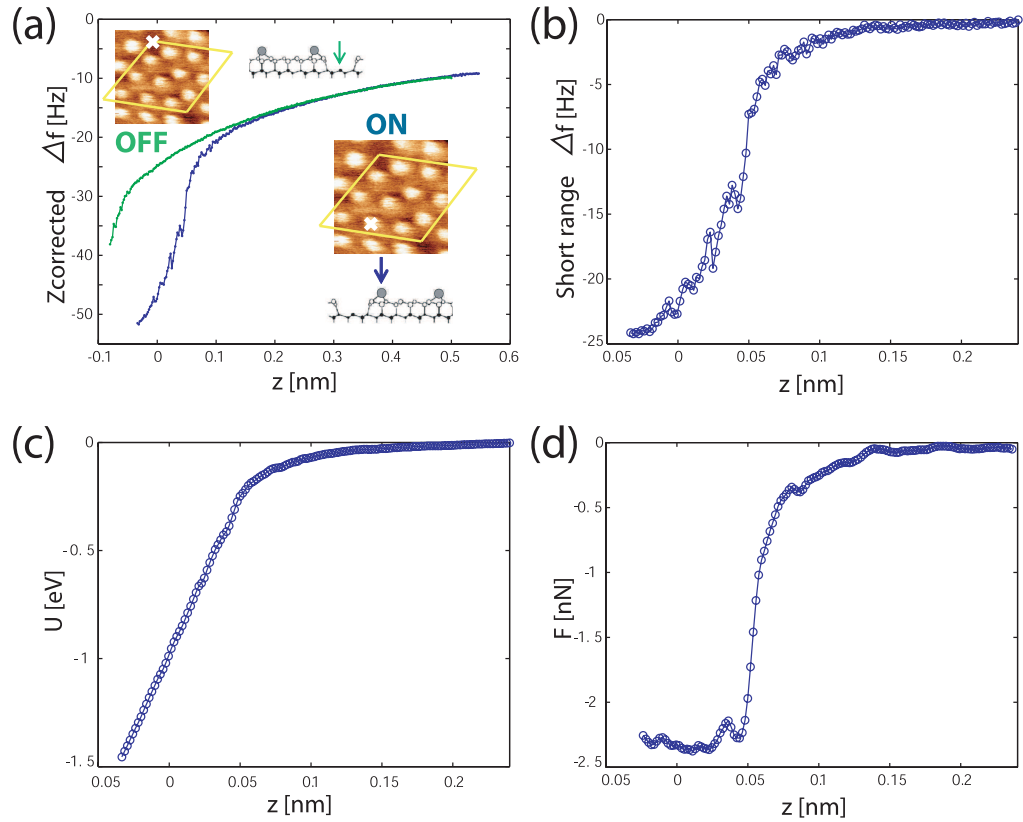 (a)
0
-10
-20
-30
-40
-50
Zcorrected Δf [Hz]
OFF
ON
-0.1 0 0.1 0.2 0.3 0.4 0.5 0.6
z [nm]
(b)
0
-5
-10
-15
-20
-25
Short range Δf [Hz]
0.05 0 0.05 0.1 0.15 0.2
z [nm]
(c)
0
-0.5
-1
-1.5
U [eV]
0.05 0 0.05 0.1 0.15 0.2
z [nm]
(d)
0
-0.5
-1
-1.5
-2
-2.5
F [nN]
0.05 0 0.05 0.1 0.15 0.2
z [nm]